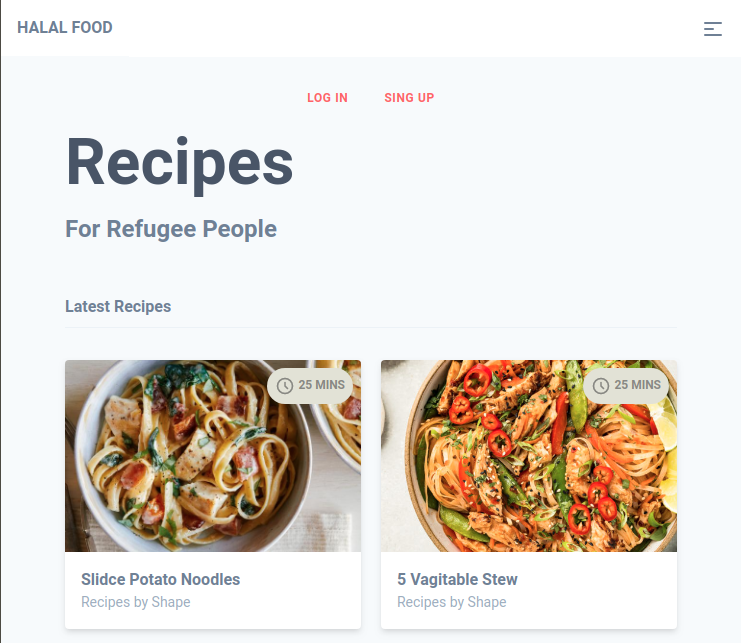 HALAL FOOD
LOG IN SING UP
Recipes
For Refugee People
Latest Recipes
25 MINS
25 MINS
Slidce Potato Noodles
Recipes by Shape
5 Vagitable Stew
Recipes by Shape